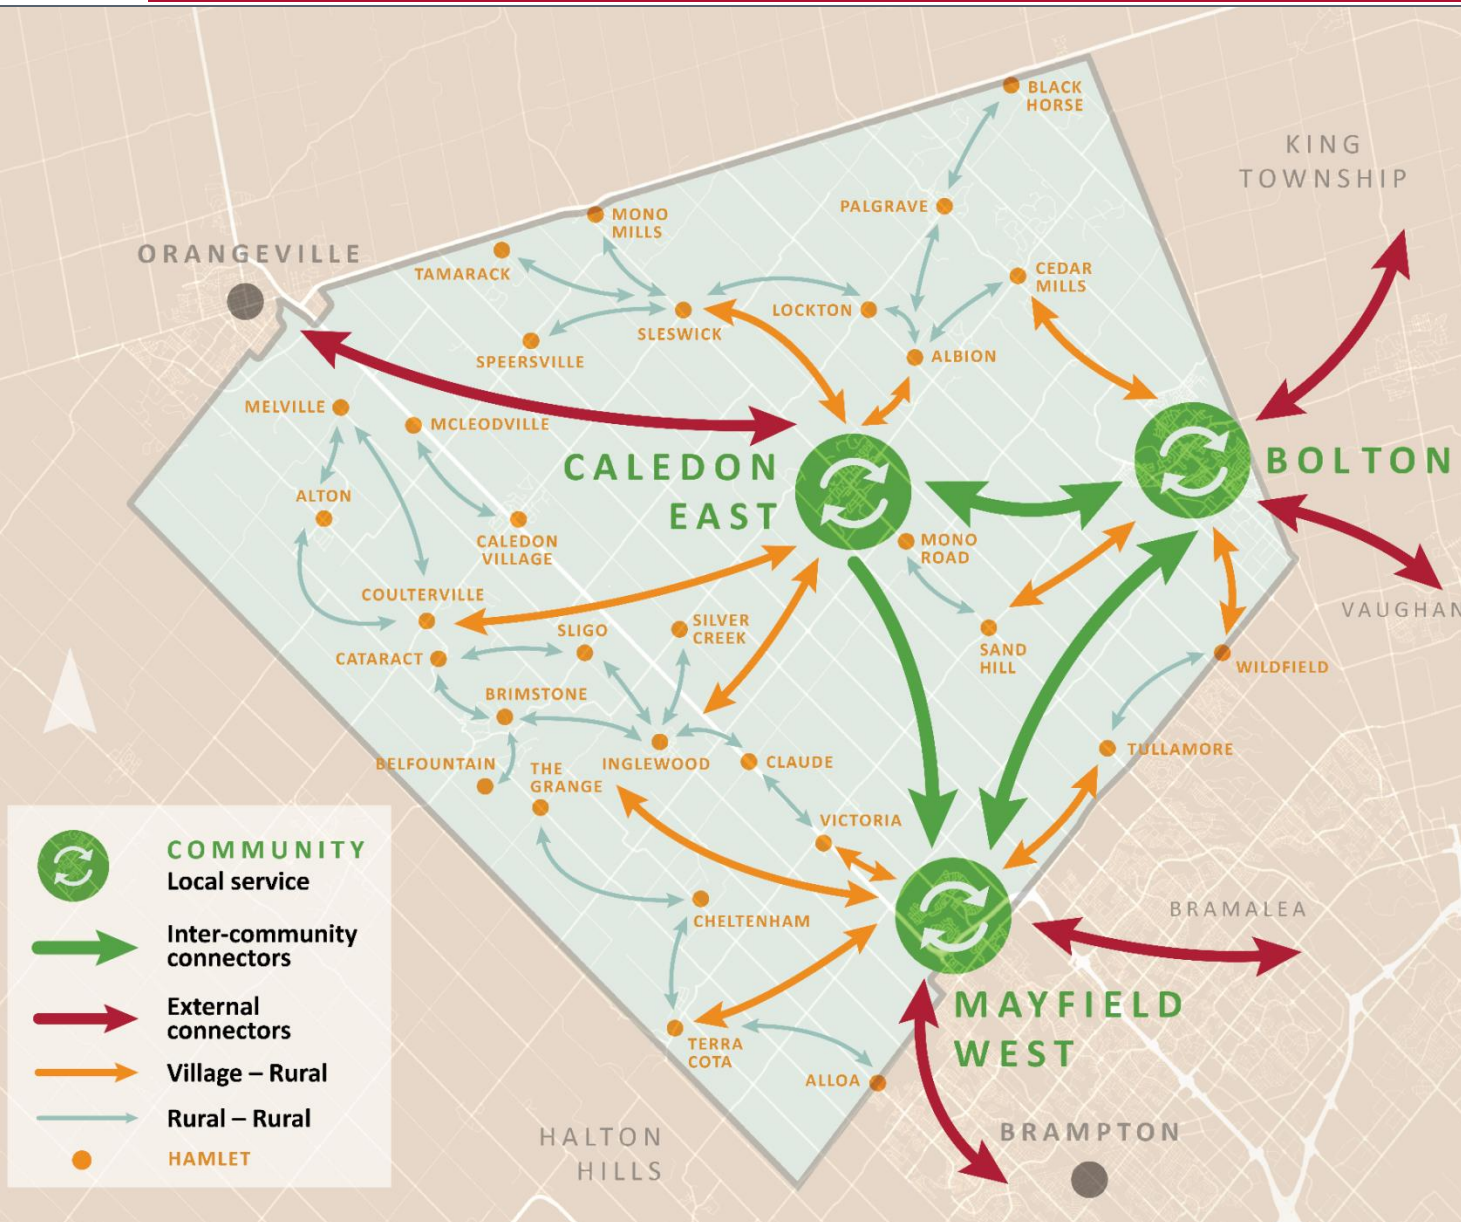 BLACK
HORSE
KING
TOWNSHIP
PALGRAVE
MONO
MILLS
ORANGEVILLE
TAMARACK
CEDAR
MILLS
LOCKTON
SLESWICK
SPEERSVILLE
ALBION
MELVILLE
MCLEODVILLE
CALEDON
EAST
BOLTON
ALTON
CALEDON
VILLAGE
MONO
ROAD
COULTERVILLE
SLIGO
SILVER
CREEK
VAUGHAN
CATARACT
SAND
HILL
WILDFIELD
BRIMSTONE
BELFOUNTAIN
THE
GRANGE
INGLEWOOD
CLAUDE
TULLAMORE
VICTORIA
CHELTENHAM
BRAMALEA
MAYFIELD
WEST
TERRA
COTA
ALLOA
HALTON
HILLS
BRAMPTON
COMMUNITY
Local service
Inter-community
connectors
External
connectors
Village – Rural
Rural – Rural
HAMLET